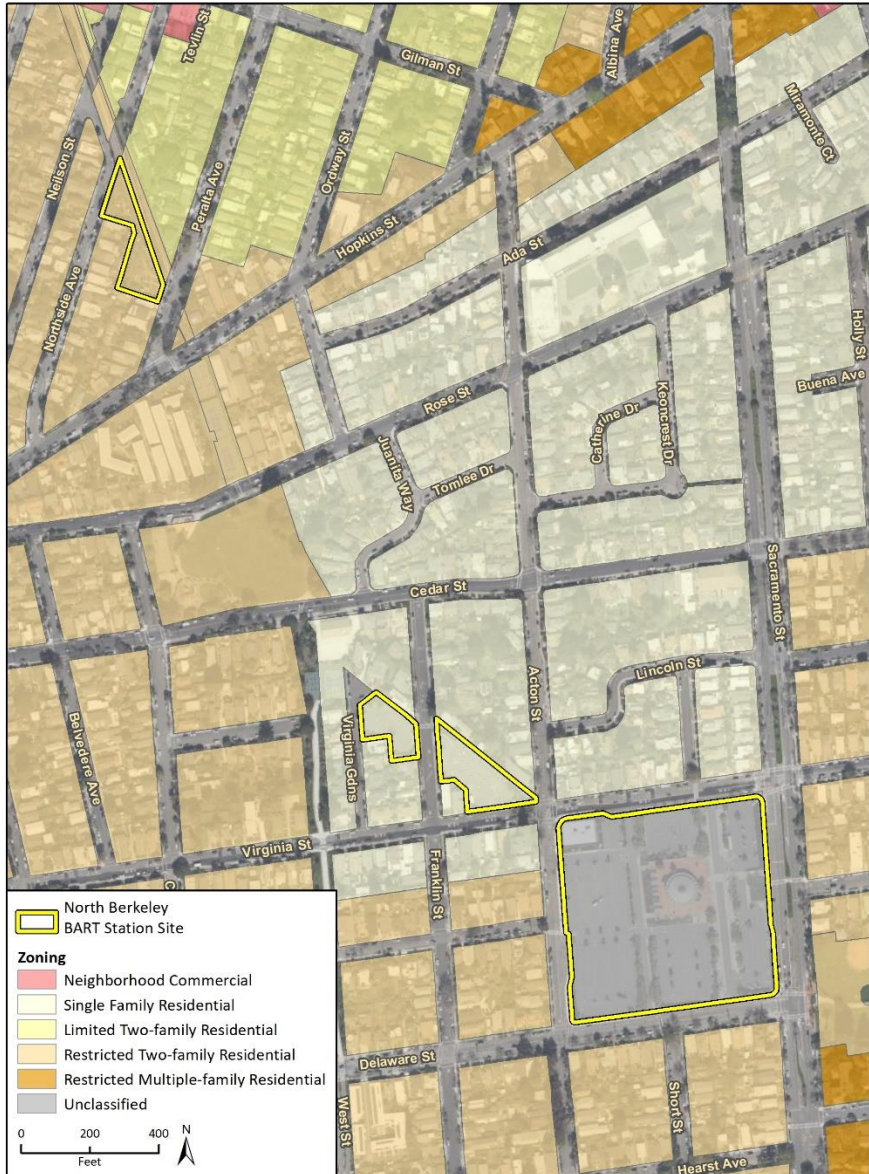 Tevlin St
Albina Ave
Gilman St
Miramonte Ct
Neilson St
Peralta Ave
Ordway St
Hopkins St
Ada St
Northside Ave
Holly St
Buena Ave
Rose St
Catherine Dr
Keoncrest Dr
Juanita Way
Tomlee Dr
Cedar St
Sacramento St
Acton St
Lincoln St
Belvedere Ave
Virginia Gdns
Virginia St
Franklin St
Delaware St
West St
Short St
Hearst Ave
North Berkeley
BART Station Site
Zoning
Neighborhood Commercial
Single Family Residential
Limited Two-family Residential
Restricted Two-family Residential
Restricted Multiple-family Residential
Unclassified
0 200 400
Feet
N